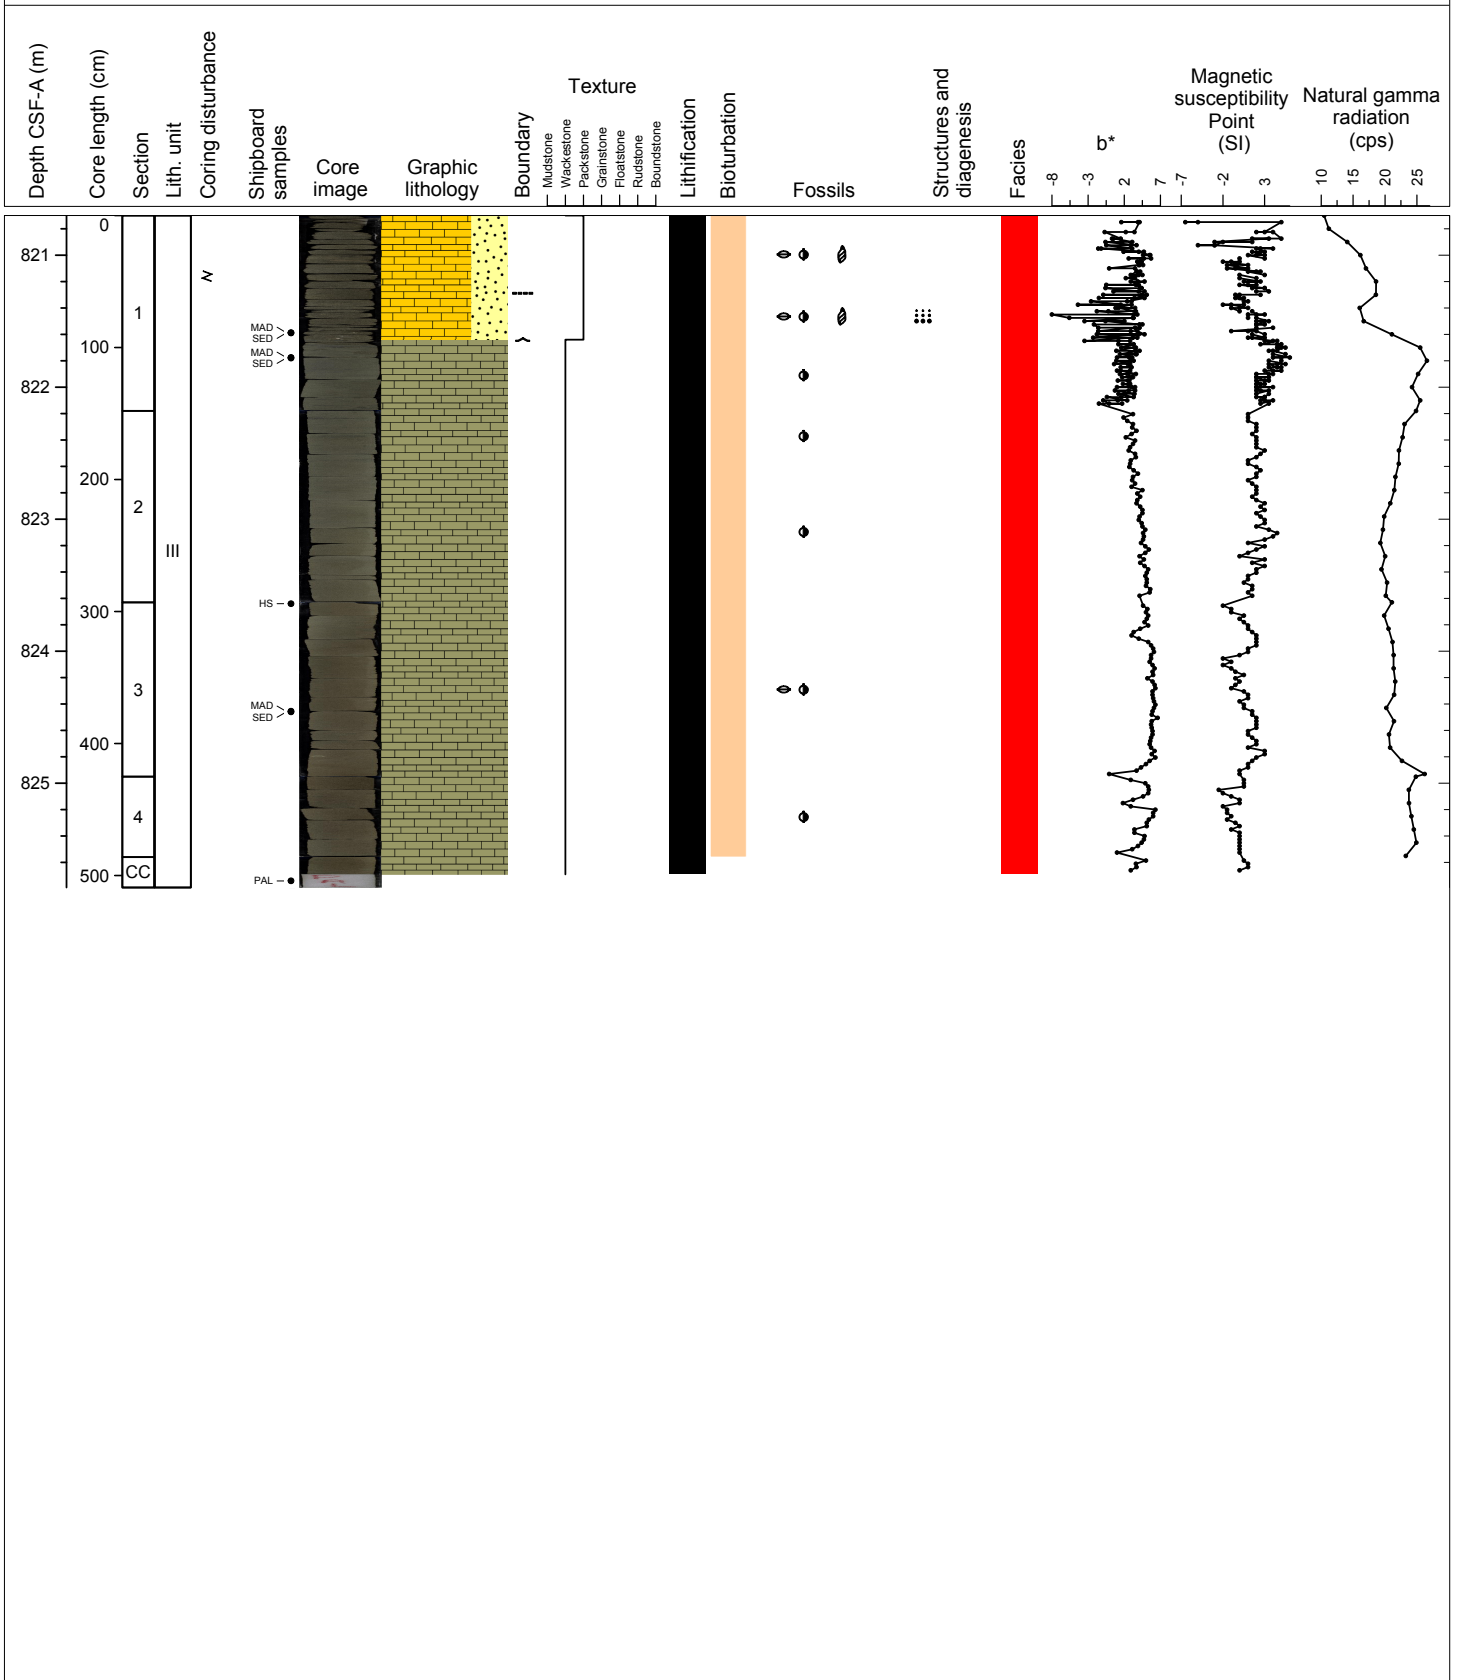 Depth CSF-A (m)
Core length (cm)
Section
Lith. unit
Coring disturbance
Shipboard
samples
Core
image
Graphic
lithology
Boundary
Texture
Mudstone
Wackestone
Packstone
Grainstone
Floatstone
Rudstone
Boundstone
Lithification
Bioturbation
Fossils
Structures and
diagenesis
Facies
b*
-8 -3 2 7
Magnetic
susceptibility
Point
(SI)
-7 -2 3
Natural gamma
radiation
(cps)
10 15 20 25
821
822
823
824
825
0
100
200
300
400
500
1
2
3
4
CC
III
MAD
SED
MAD
SED
HS
MAD
SED
PAL